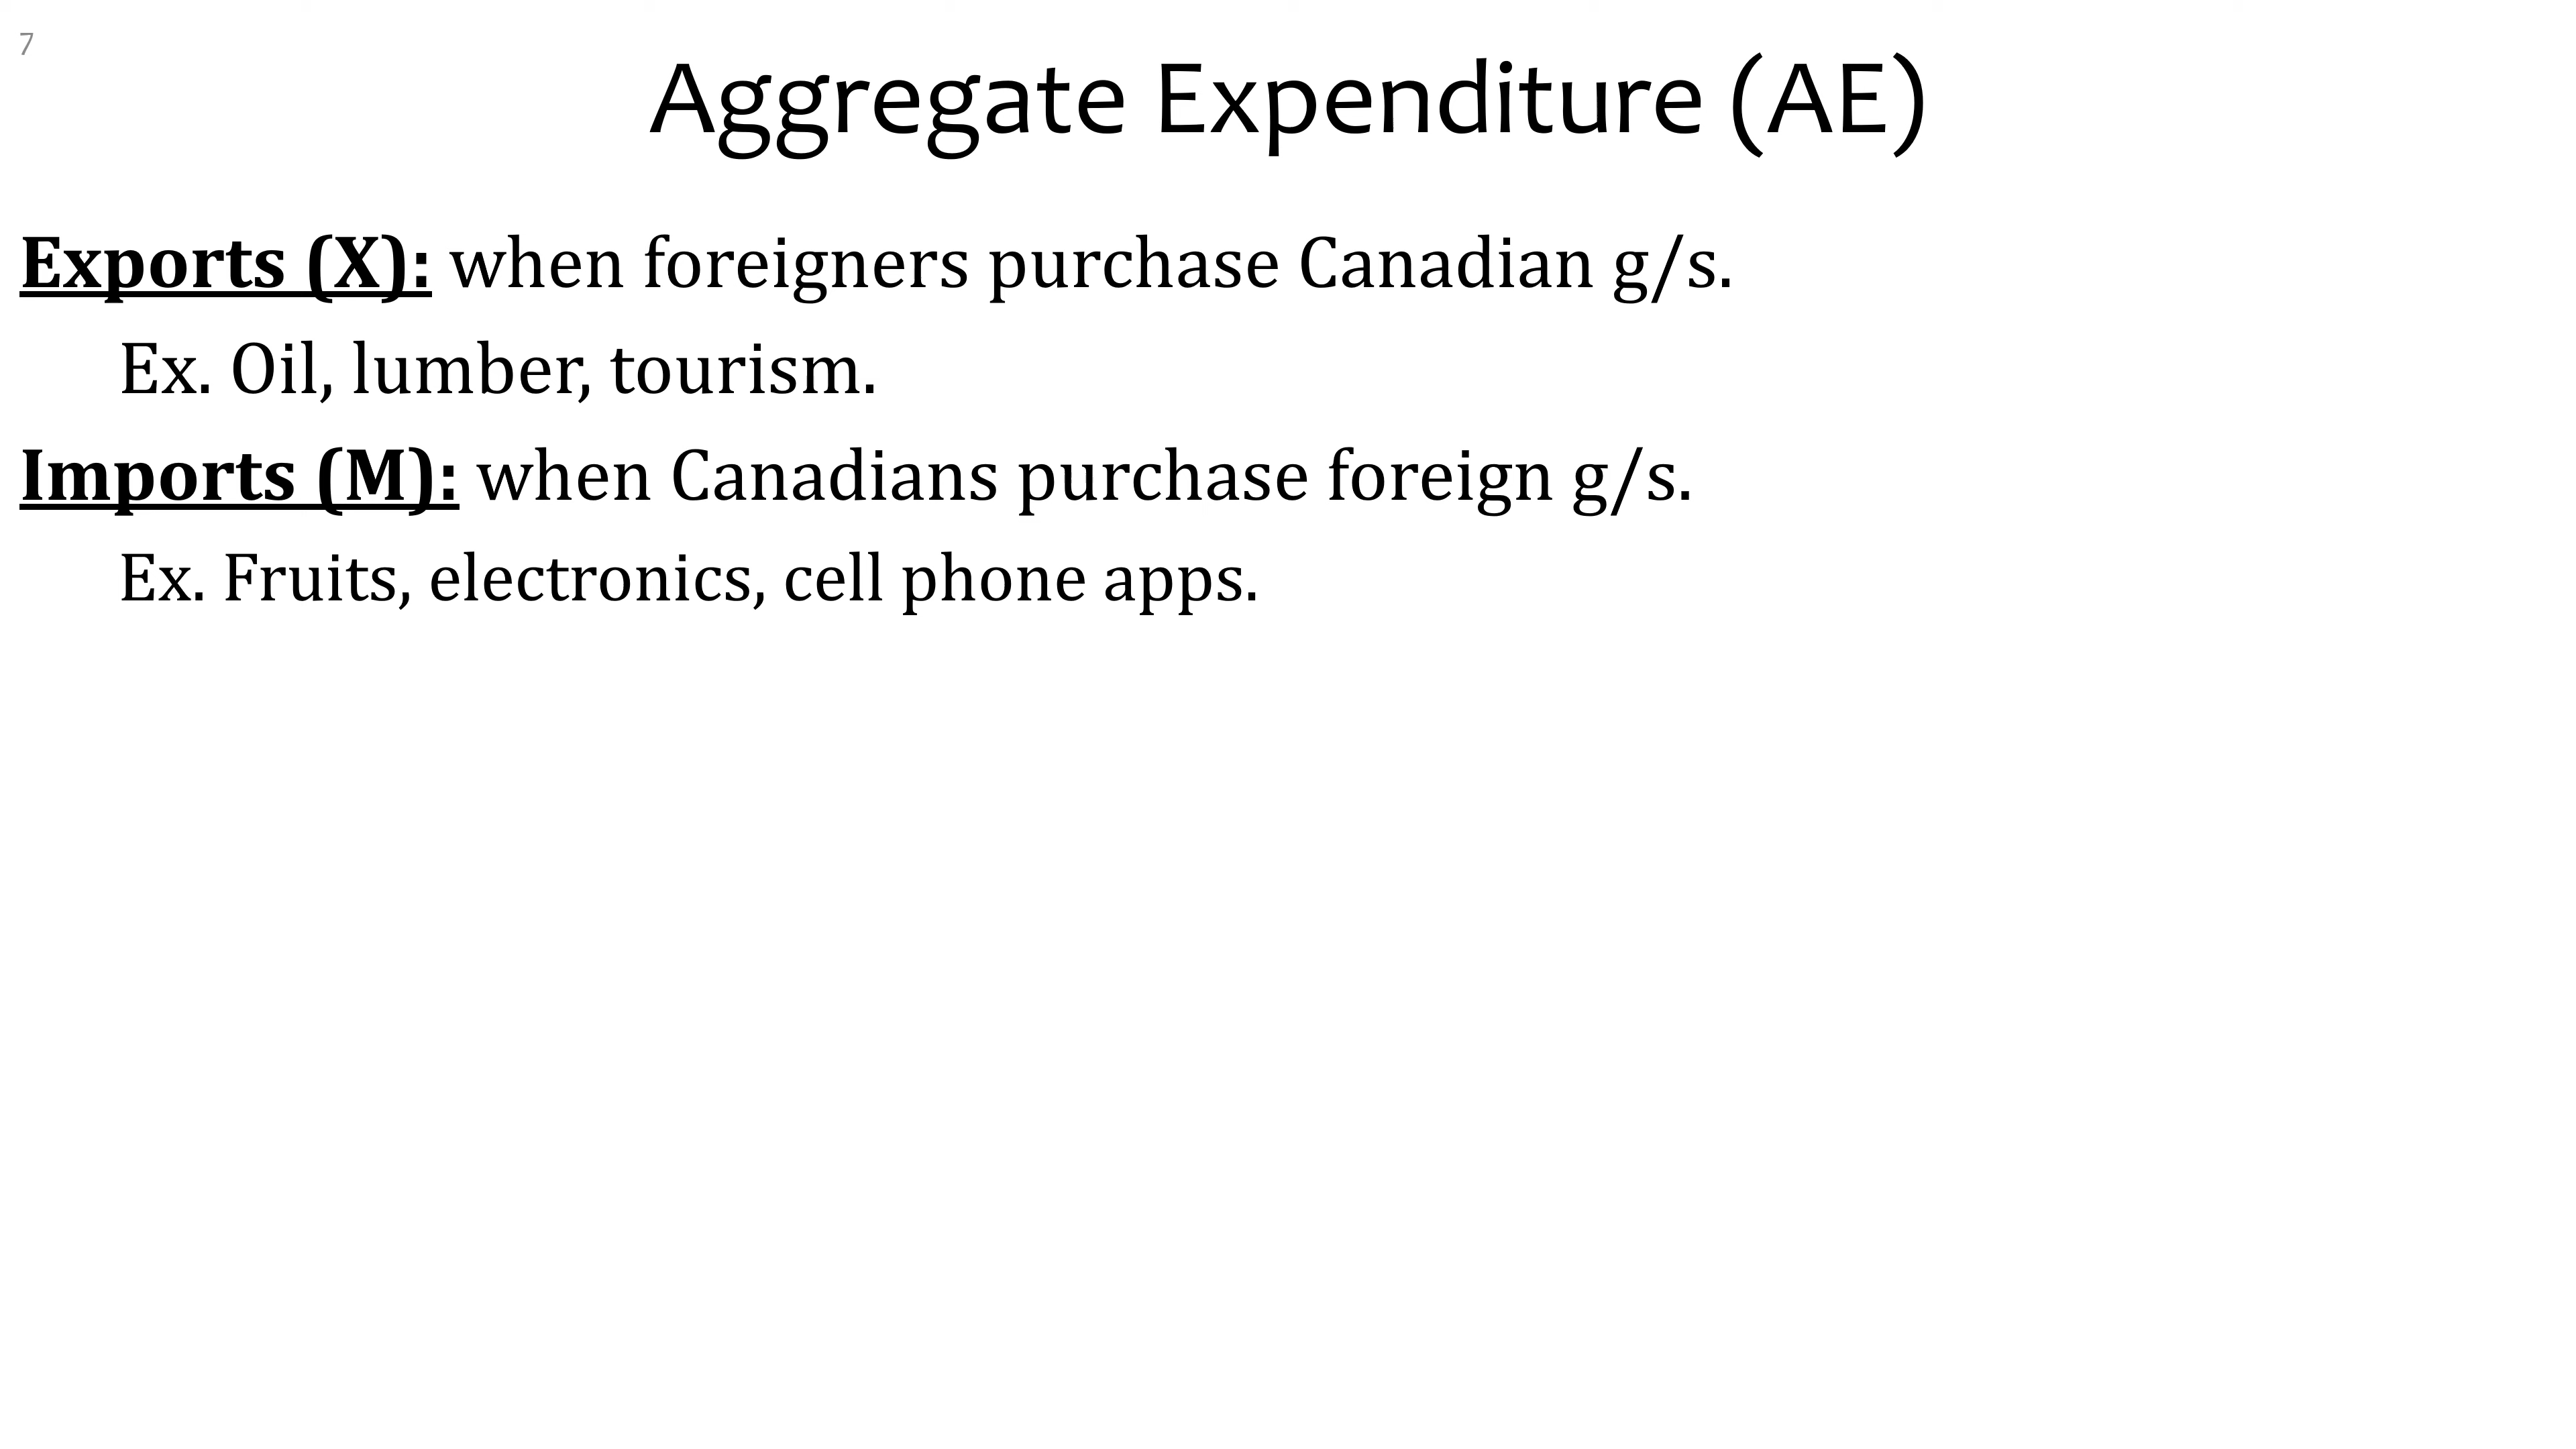 7
Aggregate Expenditure (AE)
Exports (X): when foreigners purchase Canadian g/s.
Ex. Oil, lumber, tourism.
Imports (M): when Canadians purchase foreign g/s.
Ex. Fruits, electronics, cell phone apps.